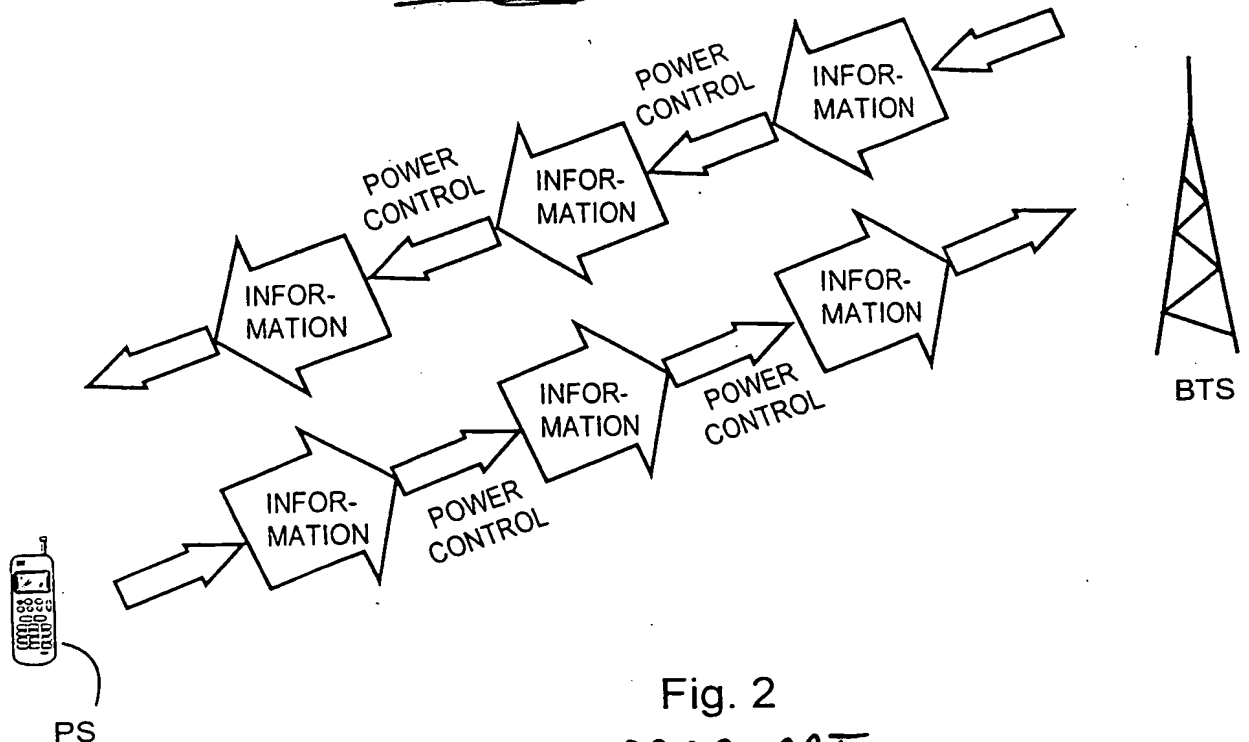 POWER
CONTROL
INFOR-
MATION
POWER
CONTROL
INFOR-
MATION
INFOR-
MATION
INFOR-
MATION
POWER
CONTROL
INFOR-
MATION
BTS
INFOR-
MATION
POWER
CONTROL
PS
Fig. 2